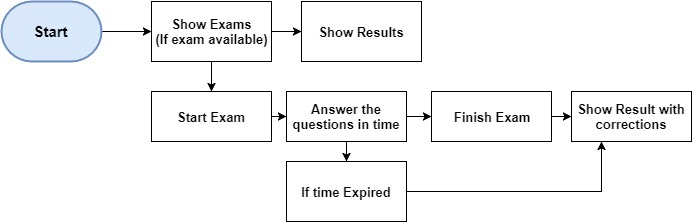 Start
Show Exams
(If exam available)
Show Results
Start Exam
Answer the
questions in time
Finish Exam
Show Result with
corrections
If time Expired